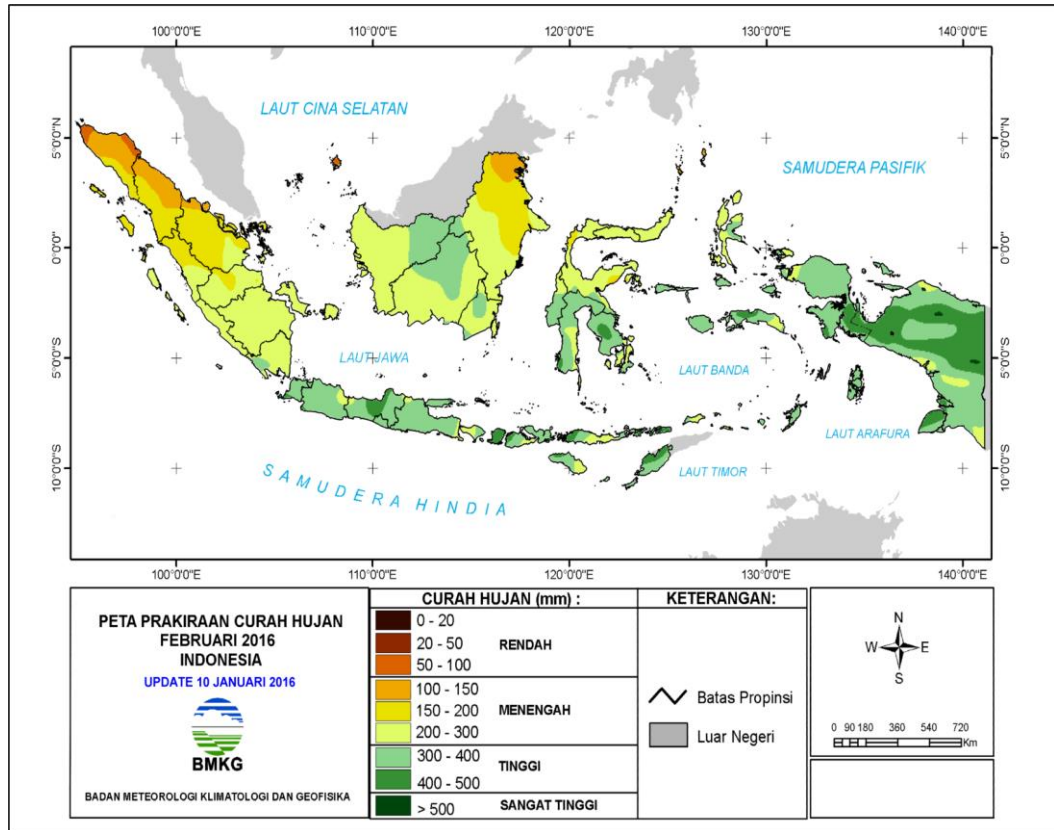 100°0'0"E 110°0'0"E 120°0'0"E 130°0'0"E 140°0'0"E
LAUT CINA SELATAN
5°0'0"N
5°0'0"N
SAMUDERA PASIFIK
0°0'0"
0°0'0"
5°0'0"S
5°0'0"S
LAUT JAWA
LAUT BANDA
LAUT ARAFURA
10°0'0"S
10°0'0"S
LAUT TIMOR
SAMUDERA HINDIA
100°0'0"E 110°0'0"E 120°0'0"E 130°0'0"E 140°0'0"E
PETA PRAKIRAAN CURAH HUJAN
FEBRUARI 2016
INDONESIA
UPDATE 10 JANUARI 2016
BMKG
BADAN METEOROLOGI KLIMATOLOGI DAN GEOFISIKA
CURAH HUJAN (mm) :
0 - 20
20 - 50 RENDAH
50 - 100
100 - 150
150 - 200 MENENGAH
200 - 300
300 - 400 TINGGI
400 - 500
> 500 SANGAT TINGGI
KETERANGAN:
Batas Propinsi
Luar Negeri
N
W E
S
0 90 180 360 540 720
Km